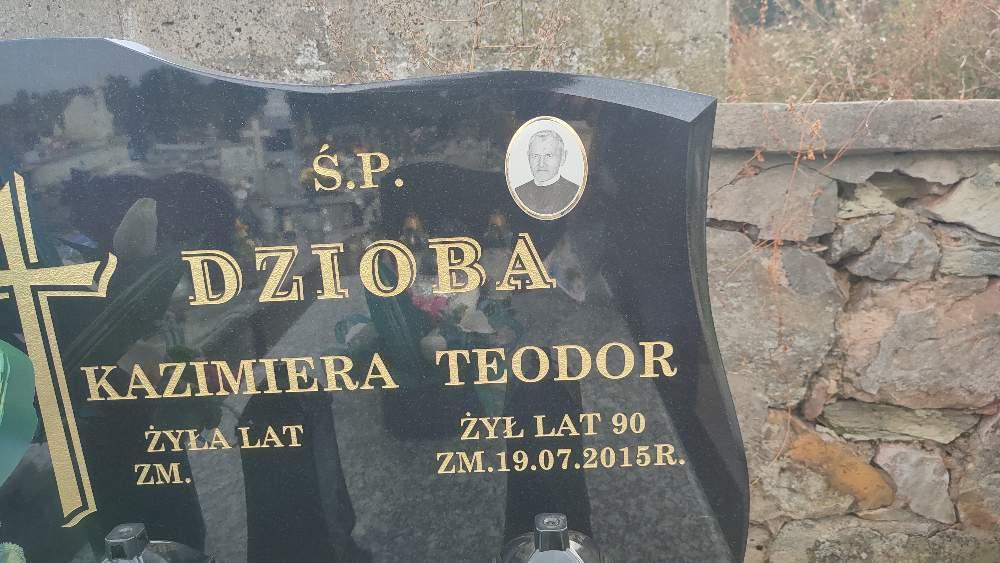 Ś.P.
DZIOBA
KAZIMIERA TEODOR
ŻYŁA LAT ŻYŁ LAT 90
ZM. ZM.19.07.2015R.